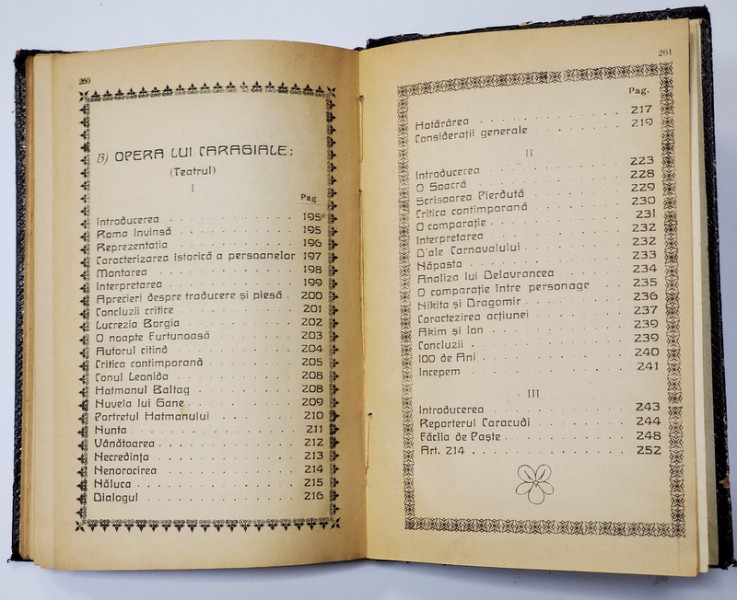 260
B) OPERA LUI CARAGIALE:
(Teatrul)
I
Pag.
Introducerea 195
Roma învinsă 195
Reprezentația 196
Caracterizarea istorică a persoanelor 197
Montarea 198
Interpretarea 199
Aprecieri despre traducere și piesă 200
Concluzii critice 201
Lucrezia Borgia 202
O noapte Furtunoasă 203
Autorul citind 204
Critica contimporană 205
Conul Leonida 208
Hatmanul Baltag 208
Nuvela lui Gane 209
Portretul Hatmanului 210
Nunta 211
Vânătoarea 212
Necredința 213
Nenorocirea 214
Năluca 215
Dialogul 216
261
Pag.
Hotărârea 217
Considerații generale 219
II
Introducerea 223
O Soacră 228
Scrisoarea Pierdută 229
Critica contimporană 230
O comparație 231
Interpretarea 232
D'ale Carnavalului 232
Năpasta 233
Analiza lui Delavrancea 234
O comparație între personage 235
Nikita și Dragomir 236
Caracterizarea acțiunei 237
Akim și Ion 239
Concluzii 239
100 de Ani 240
Incepem 241
III
Introducerea 243
Reporterul Caracudi 244
Făclia de Paște 248
Art. 214 252